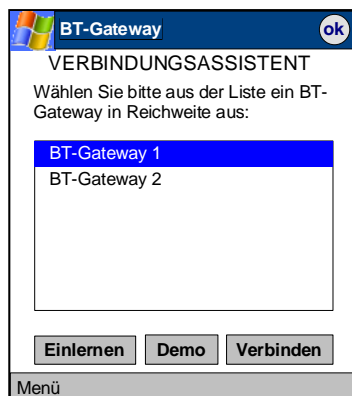 BT-Gateway ok
VERBINDUNGSASSISTENT
Wählen Sie bitte aus der Liste ein BT-
Gateway in Reichweite aus:
BT-Gateway 1
BT-Gateway 2
Einlernen Demo Verbinden
Menü